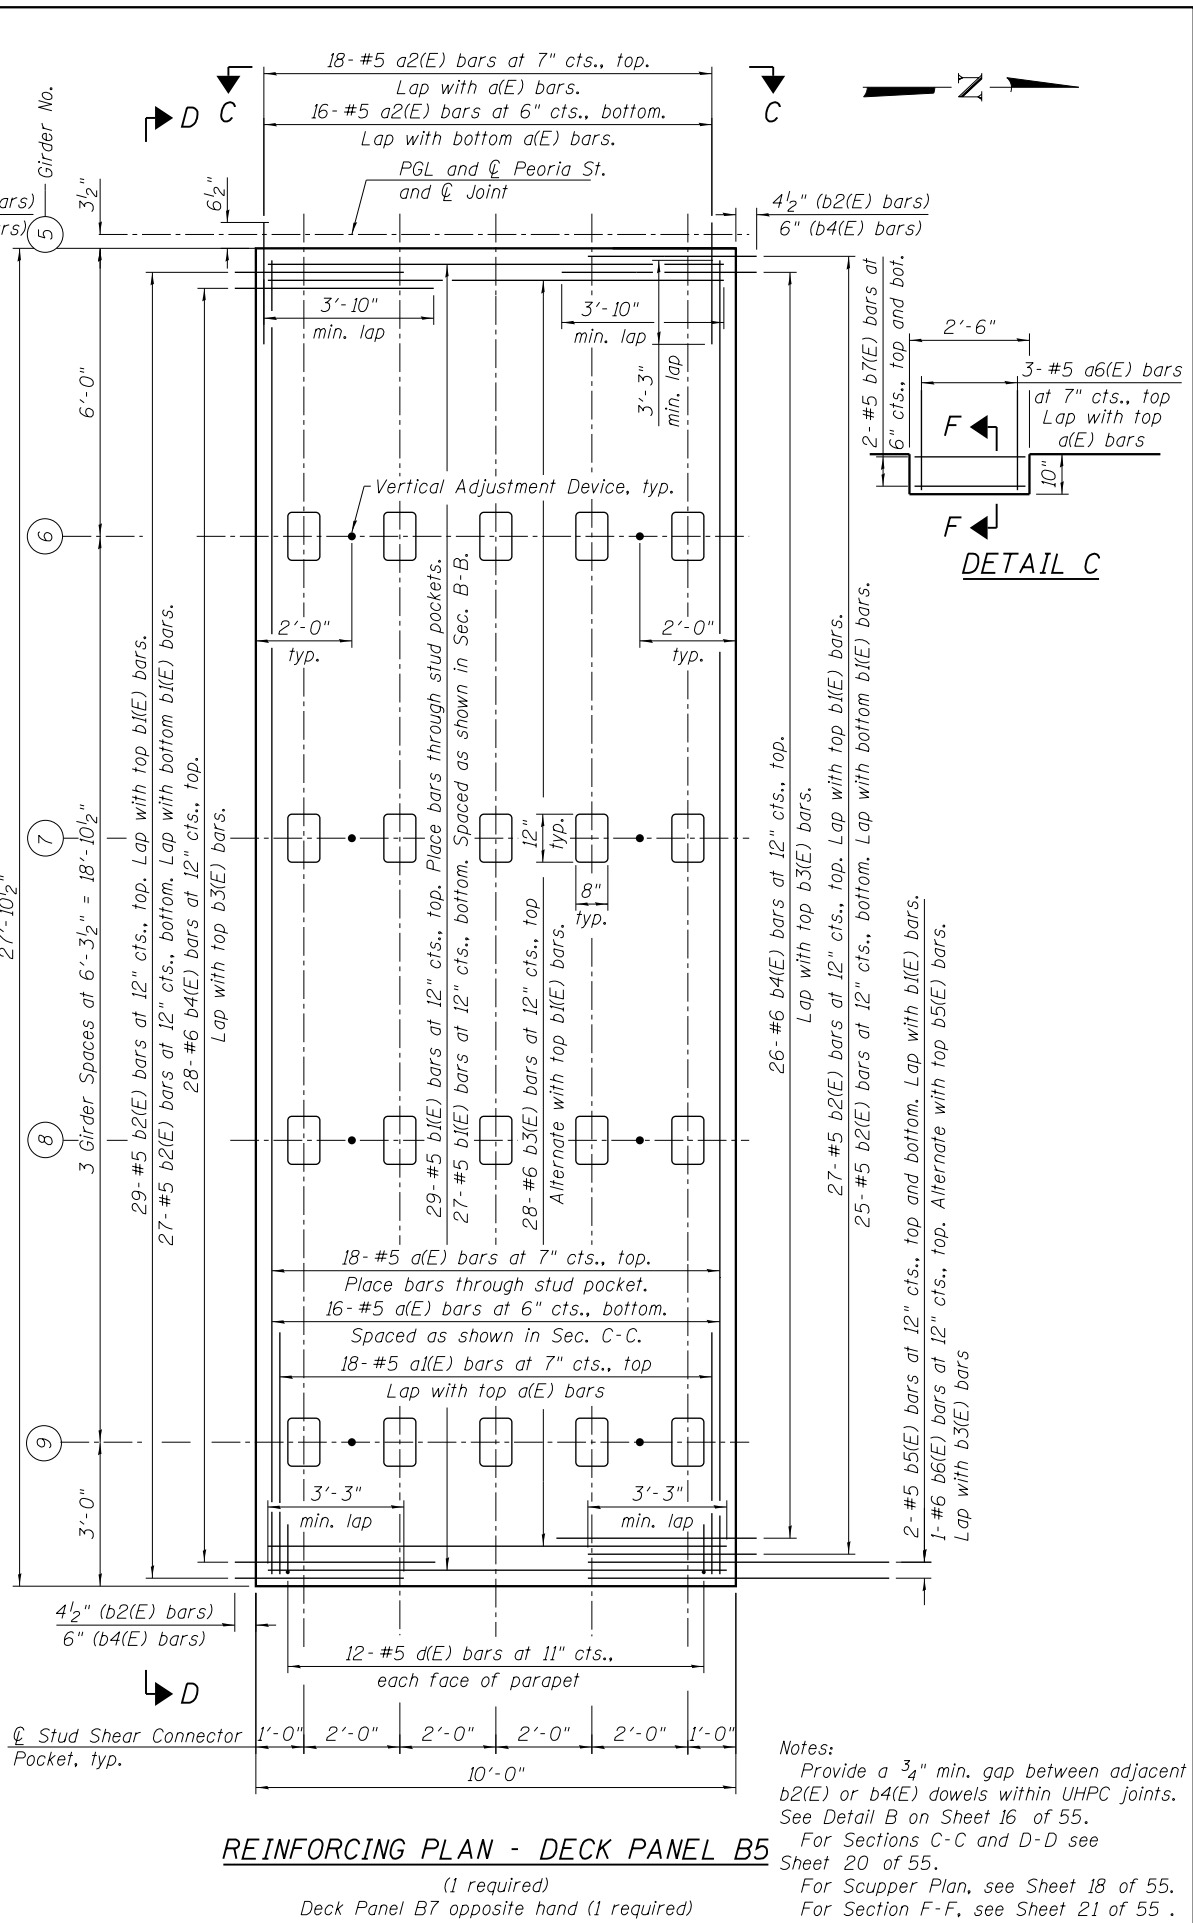 18-#5 a2(E) bars at 7" cts., top.
Lap with a(E) bars.
16-#5 a2(E) bars at 6" cts., bottom.
Lap with bottom a(E) bars.
C
C
D
N
Girder No.
PGL and ℄ Peoria St.
and ℄ Joint
3½"
6½"
4½" (b2(E) bars)
6" (b4(E) bars)
5
3'-10"
min. lap
3'-10"
min. lap
3'-3"
min. lap
6'-0"
2-#5 b7(E) bars at
6" cts., top and bot.
2'-6"
3-#5 a6(E) bars
at 7" cts., top
Lap with top
a(E) bars
F
10"
F
DETAIL C
Vertical Adjustment Device, typ.
6
2'-0"
typ.
2'-0"
typ.
7
12"
typ.
8"
typ.
27'-10½"
3 Girder Spaces at 6'-3½" = 18'-10½"
29-#5 b2(E) bars at 12" cts., top. Lap with top b1(E) bars.
27-#5 b2(E) bars at 12" cts., bottom. Lap with bottom b1(E) bars.
28-#6 b4(E) bars at 12" cts., top.
Lap with top b3(E) bars.
29-#5 b1(E) bars at 12" cts., top. Place bars through stud pockets.
27-#5 b1(E) bars at 12" cts., bottom. Spaced as shown in Sec. B-B.
28-#6 b3(E) bars at 12" cts., top
Alternate with top b1(E) bars.
26-#6 b4(E) bars at 12" cts., top.
Lap with top b3(E) bars.
27-#5 b2(E) bars at 12" cts., top. Lap with top b1(E) bars.
25-#5 b2(E) bars at 12" cts., bottom. Lap with bottom b1(E) bars.
2-#5 b5(E) bars at 12" cts., top and bottom. Lap with b1(E) bars.
1-#6 b6(E) bars at 12" cts., top. Alternate with top b5(E) bars.
Lap with b3(E) bars
8
18-#5 a(E) bars at 7" cts., top.
Place bars through stud pocket.
16-#5 a(E) bars at 6" cts., bottom.
Spaced as shown in Sec. C-C.
18-#5 a1(E) bars at 7" cts., top
Lap with top a(E) bars
9
3'-0"
3'-3"
min. lap
3'-3"
min. lap
4½" (b2(E) bars)
6" (b4(E) bars)
12-#5 d(E) bars at 11" cts.,
each face of parapet
D
℄ Stud Shear Connector
Pocket, typ.
1'-0" 2'-0" 2'-0" 2'-0" 2'-0" 1'-0"
10'-0"
Notes:
Provide a ¾" min. gap between adjacent
b2(E) or b4(E) dowels within UHPC joints.
See Detail B on Sheet 16 of 55.
For Sections C-C and D-D see
Sheet 20 of 55.
For Scupper Plan, see Sheet 18 of 55.
For Section F-F, see Sheet 21 of 55 .
REINFORCING PLAN - DECK PANEL B5
(1 required)
Deck Panel B7 opposite hand (1 required)